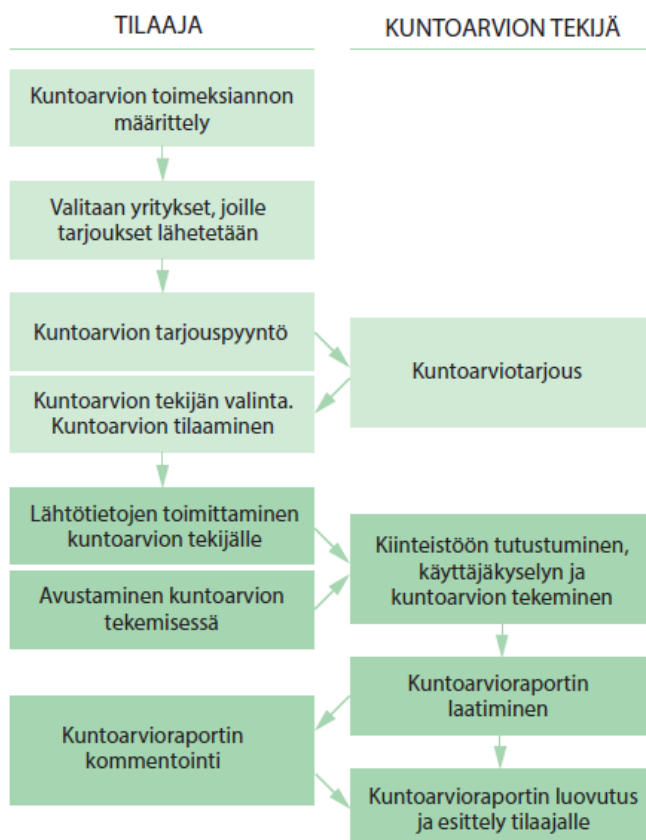 TILAAJA
KUNTOARVION TEKIJÄ
Kuntoarvion toimeksiannon
määrittely
Valitaan yritykset, joille
tarjoukset lähetetään
Kuntoarvion tarjouspyyntö
Kuntoarviotarjous
Kuntoarvion tekijän valinta.
Kuntoarvion tilaaminen
Lähtötietojen toimittaminen
kuntoarvion tekijälle
Avustaminen kuntoarvion
tekemisessä
Kiinteistöön tutustuminen,
käyttäjäkyselyn ja
kuntoarvion tekeminen
Kuntoarvioraportin
laatiminen
Kuntoarvioraportin
kommentointi
Kuntoarvioraportin luovutus
ja esittely tilaajalle